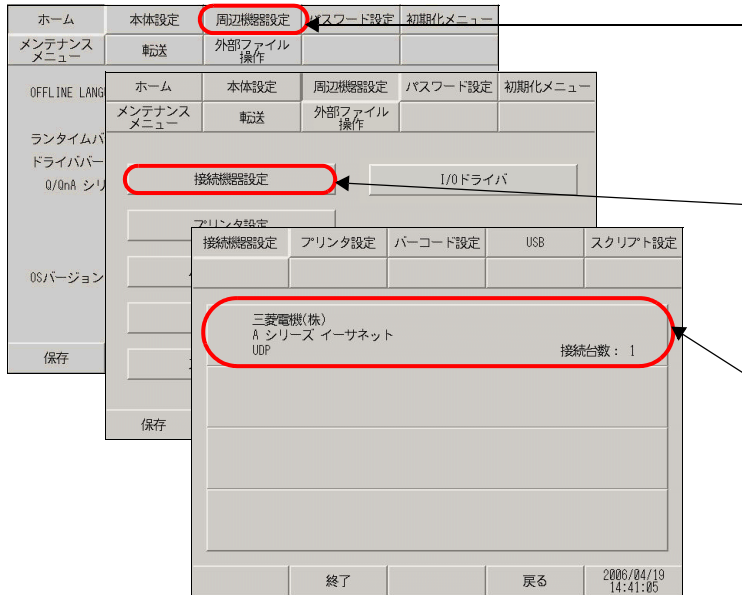 ホーム 本体設定 周辺機器設定 パスワード設定 初期化メニュー
メンテナンス
メニュー
転送
外部ファイル
操作
OFFLINE LANG
ランタイムバ
ドライババー
Q/QnA シリ
OSバージョン
保存
ホーム 本体設定 周辺機器設定 パスワード設定 初期化メニュー
メンテナンス
メニュー
転送
外部ファイル
操作
接続機器設定 I/Oドライバ
プリンタ設定
保存
接続機器設定 プリンタ設定 バーコード設定 USB スクリプト設定
三菱電機(株)
A シリーズ イーサネット
UDP 接続台数： 1
終了 戻る
2006/04/19
14:41:05